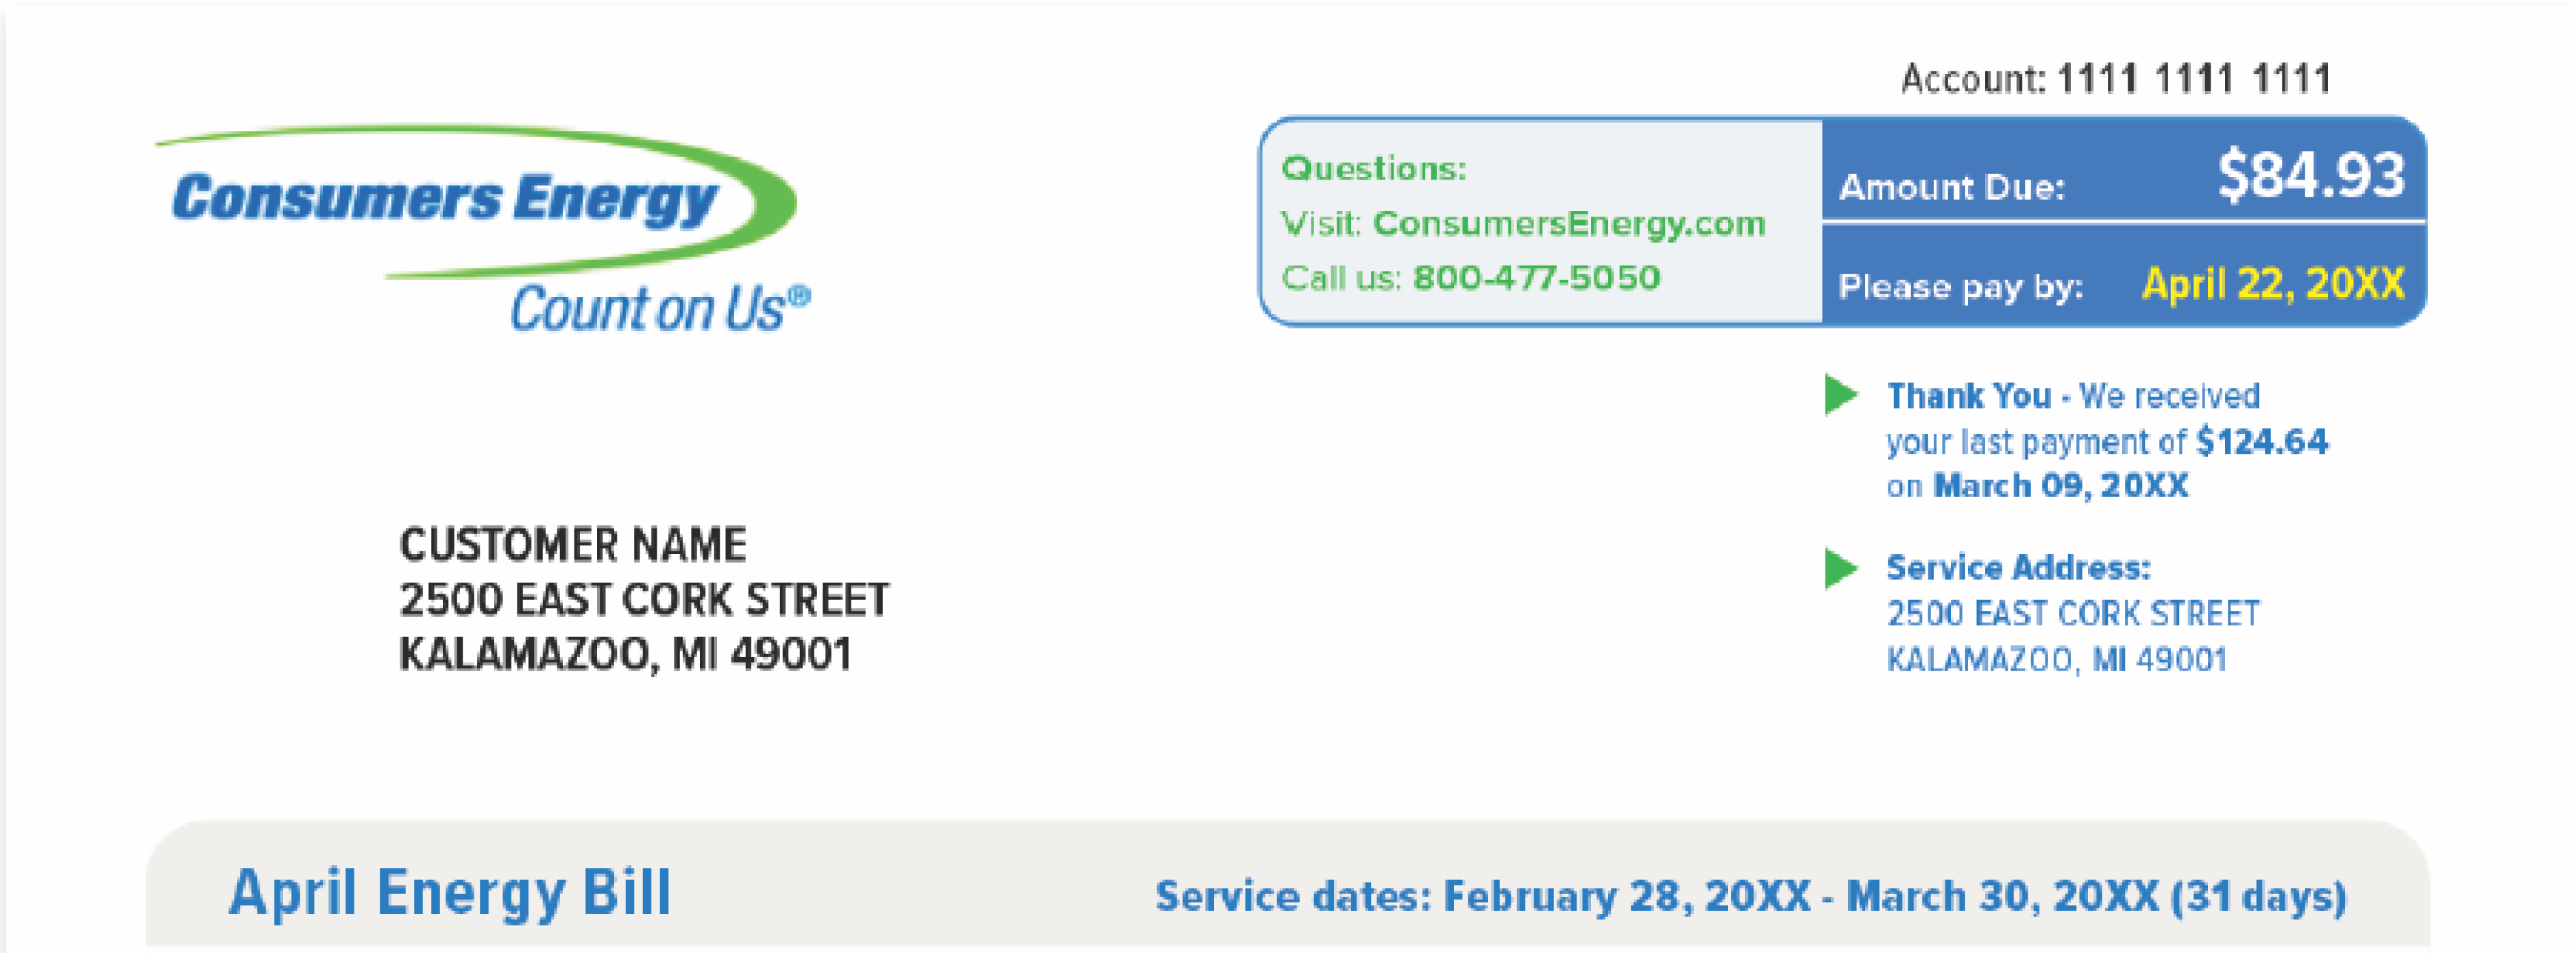 Account: 1111 1111 1111
Consumers Energy
Count on Us®
Questions:
Visit: ConsumersEnergy.com
Call us: 800-477-5050
Amount Due: $84.93
Please pay by: April 22, 20XX
Thank You - We received
your last payment of $124.64
on March 09, 20XX
CUSTOMER NAME
2500 EAST CORK STREET
KALAMAZOO, MI 49001
Service Address:
2500 EAST CORK STREET
KALAMAZOO, MI 49001
April Energy Bill
Service dates: February 28, 20XX - March 30, 20XX (31 days)